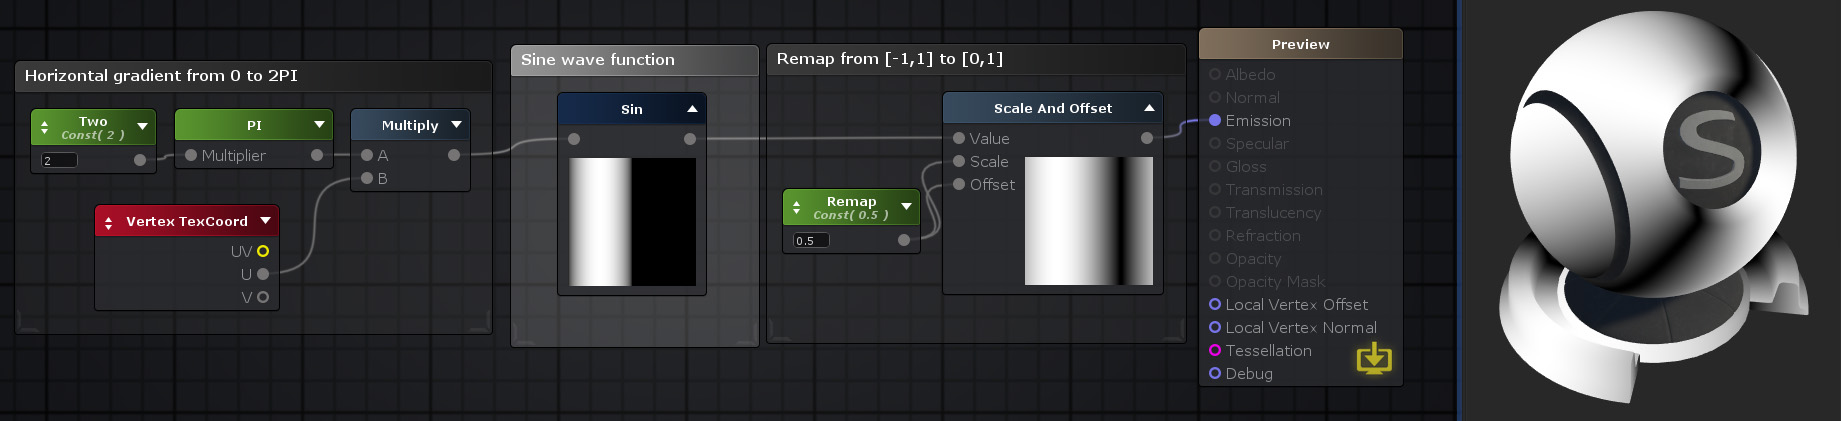 Horizontal gradient from 0 to 2PI
Two
Const( 2 )
2
PI
Multiplier
Multiply
A
B
Vertex TexCoord
UV
U
V
Sine wave function
Sin
Remap from [-1,1] to [0,1]
Remap
Const( 0.5 )
0.5
Scale And Offset
Value
Scale
Offset
Preview
Albedo
Normal
Emission
Specular
Gloss
Transmission
Translucency
Refraction
Opacity
Opacity Mask
Local Vertex Offset
Local Vertex Normal
Tessellation
Debug
S